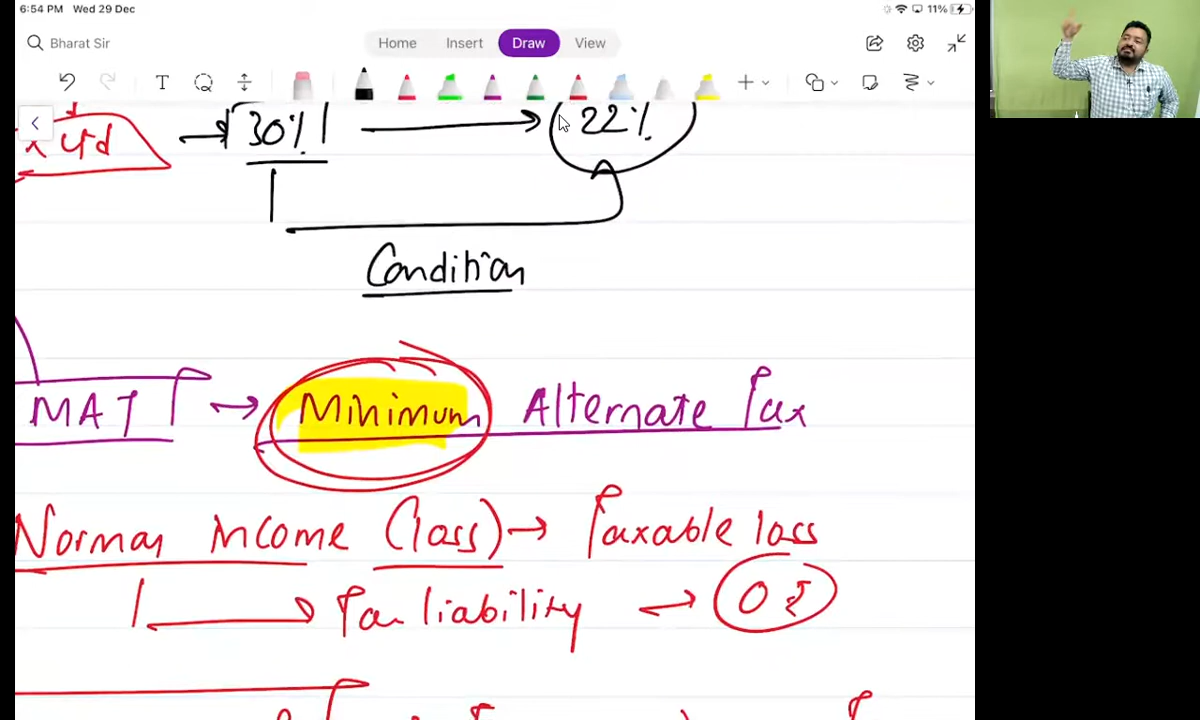 6:54 PM Wed 29 Dec
11%
Bharat Sir
Home Insert Draw View
x Ltd → 30% → 22%
Condition
MAT → Minimum Alternate Tax
Normal Income (loss) → Taxable loss
Tax liability → 0 ₹